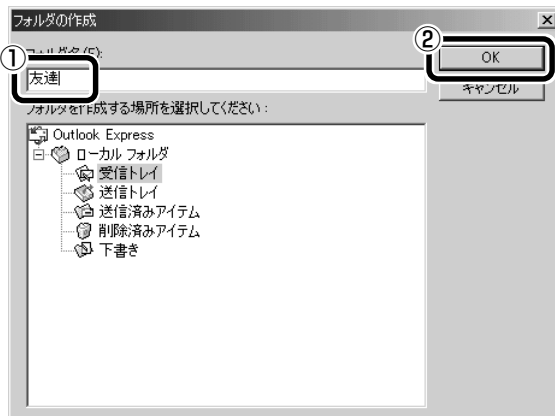 フォルダの作成
②
OK
①
フォルダ名(F):
友達
キャンセル
フォルダを作成する場所を選択してください:
Outlook Express
ローカル フォルダ
受信トレイ
送信トレイ
送信済みアイテム
削除済みアイテム
下書き